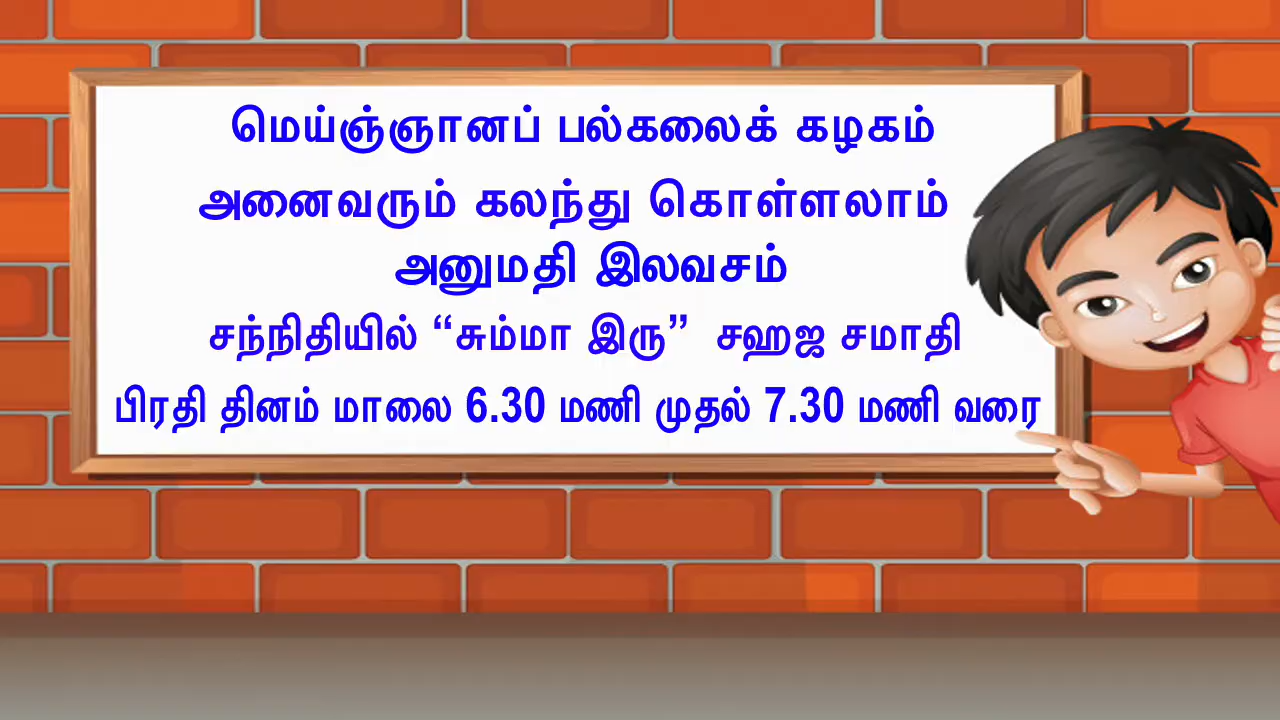 மெய்ஞ்ஞானப் பல்கலைக் கழகம்
அனைவரும் கலந்து கொள்ளலாம்
அனுமதி இலவசம்
சந்நிதியில் “சும்மா இரு” சஹஜ சமாதி
பிரதி தினம் மாலை 6.30 மணி முதல் 7.30 மணி வரை